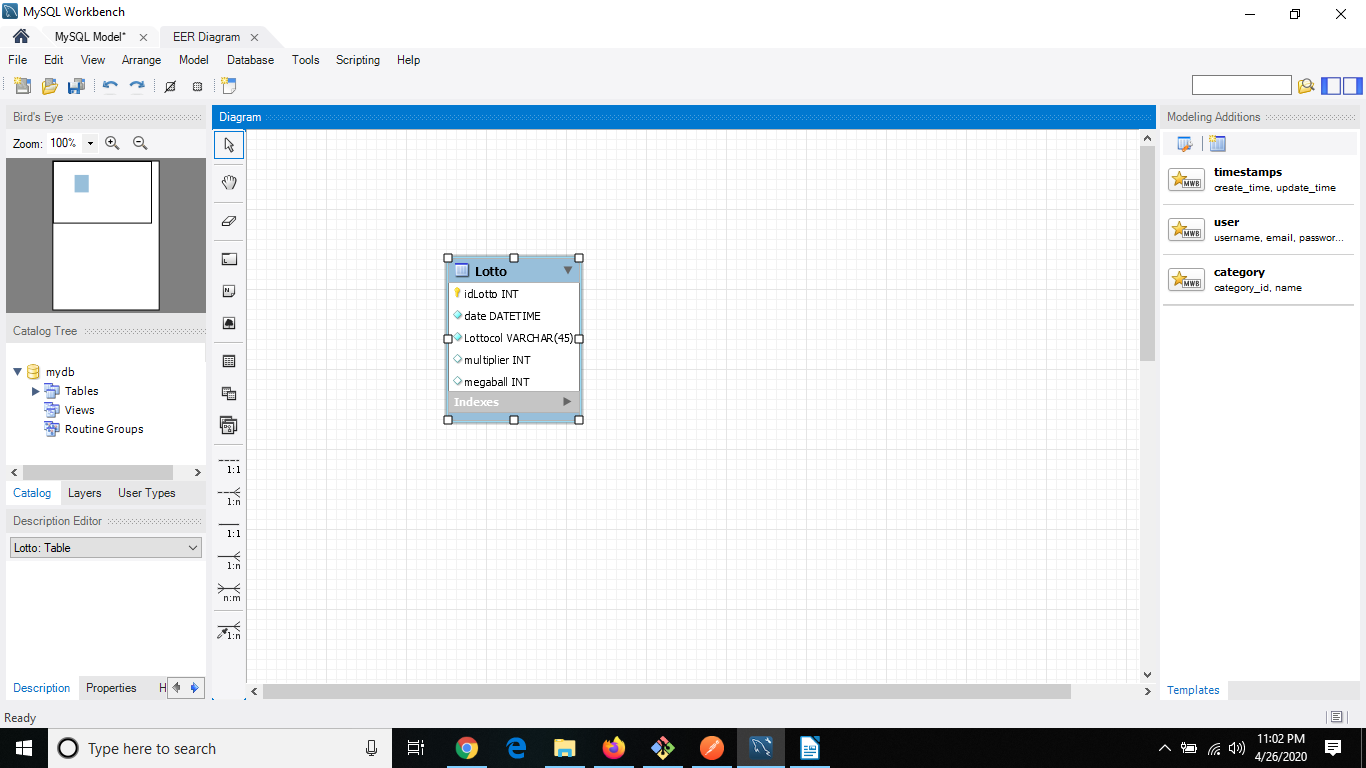 MySQL Workbench
MySQL Model* EER Diagram
File Edit View Arrange Model Database Tools Scripting Help
Bird's Eye
Zoom: 100%
Catalog Tree
mydb
Tables
Views
Routine Groups
Catalog Layers User Types
Description Editor
Lotto: Table
Description Properties H
Diagram
N
1:1
1:n
1:1
1:n
n:m
1:n
Lotto
idLotto INT
date DATETIME
Lottocol VARCHAR(45)
multiplier INT
megaball INT
Indexes
Modeling Additions
MWB
timestamps
create_time, update_time
MWB
user
username, email, passwor...
MWB
category
category_id, name
Templates
Ready
Type here to search
11:02 PM
4/26/2020